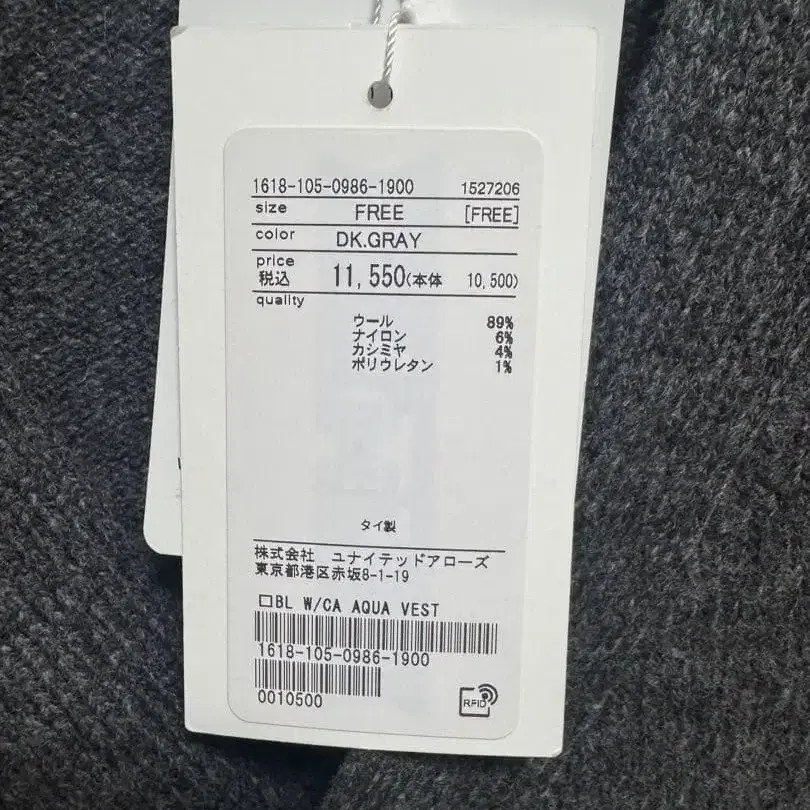 1618-105-0986-1900 1527206
size FREE [FREE]
color DK.GRAY
price
税込 11,550(本体 10,500)
quality
ウール 89%
ナイロン 6%
カシミヤ 4%
ポリウレタン 1%
タイ製
株式会社 ユナイテッドアローズ
東京都港区赤坂8-1-19
□BL W/CA AQUA VEST
1618-105-0986-1900
0010500
RFID